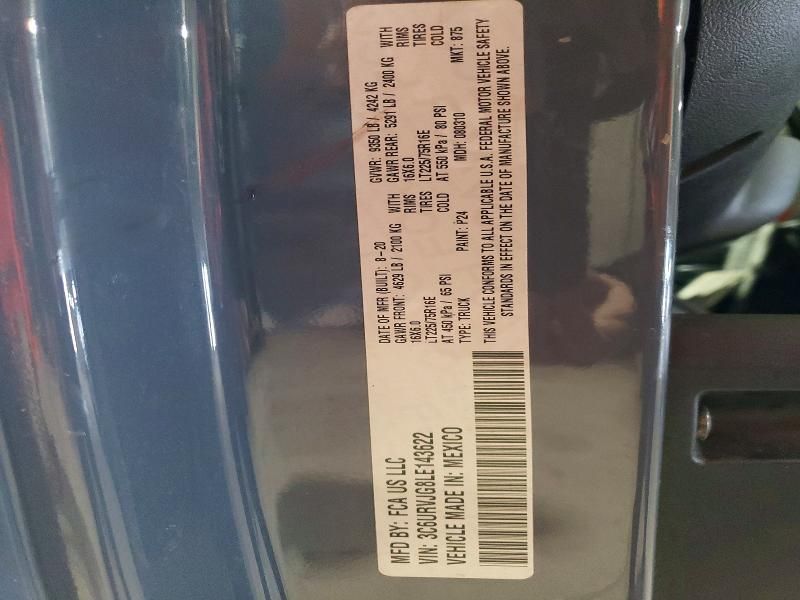 MFD BY: FCA US LLC
VIN: 3C6URVJG8LE143622
VEHICLE MADE IN: MEXICO
DATE OF MFR (BUILT): 8-20 GVWR: 9350 LB / 4242 KG
GAWR FRONT: 4629 LB / 2100 KG WITH GAWR REAR: 5291 LB / 2400 KG WITH
16X6.0 RIMS 16X6.0 RIMS
LT225/75R16E TIRES LT225/75R16E TIRES
AT 450 kPa / 65 PSI COLD AT 550 kPa / 80 PSI COLD
TYPE: TRUCK PAINT: P24 MDH: 080310 MKT: 875
THIS VEHICLE CONFORMS TO ALL APPLICABLE U.S.A. FEDERAL MOTOR VEHICLE SAFETY
STANDARDS IN EFFECT ON THE DATE OF MANUFACTURE SHOWN ABOVE.